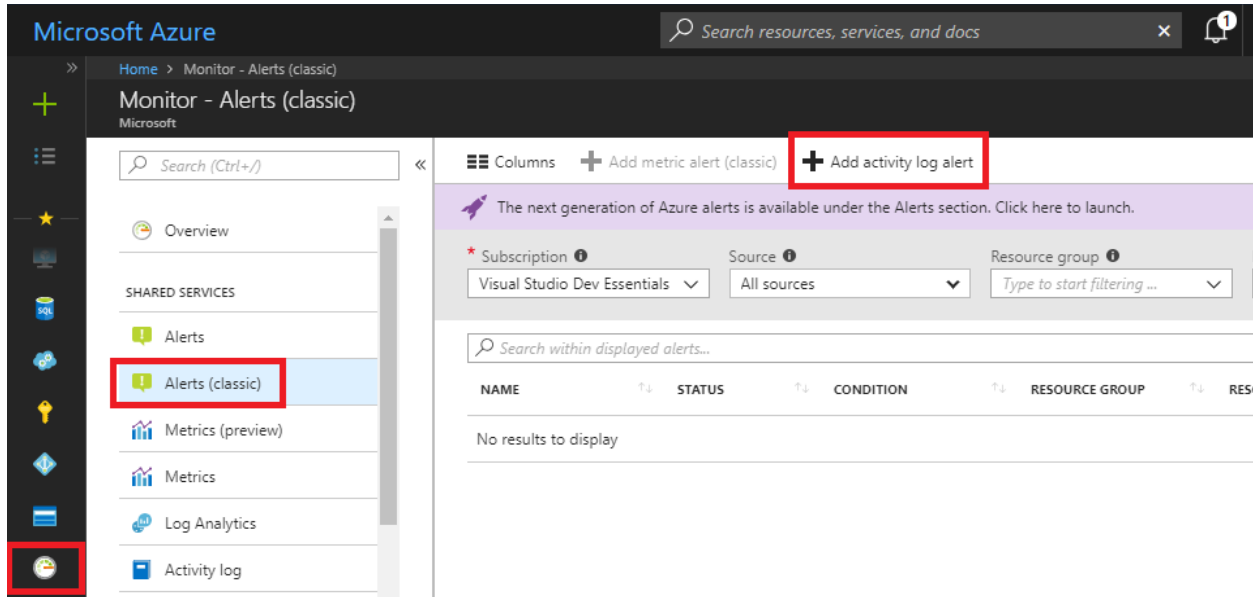 Microsoft Azure
Search resources, services, and docs
1
Home > Monitor - Alerts (classic)
Monitor - Alerts (classic)
Microsoft
Search (Ctrl+/)
Columns
Add metric alert (classic)
Add activity log alert
The next generation of Azure alerts is available under the Alerts section. Click here to launch.
Overview
* Subscription
Source
Resource group
Visual Studio Dev Essentials
All sources
Type to start filtering ...
SHARED SERVICES
SQL
Alerts
Search within displayed alerts...
Alerts (classic)
NAME
STATUS
CONDITION
RESOURCE GROUP
Metrics (preview)
No results to display
Metrics
Log Analytics
Activity log